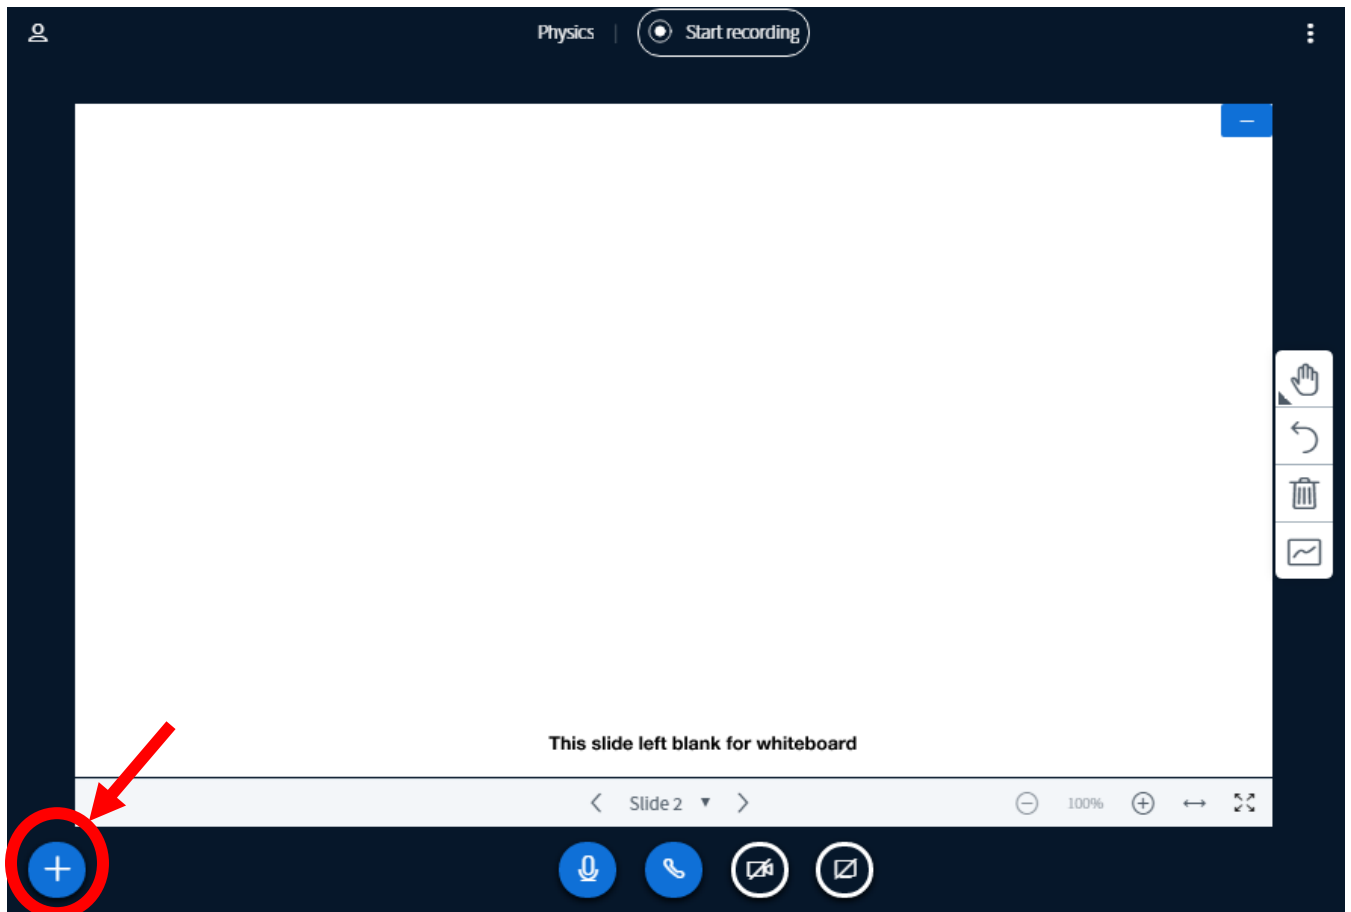 Physics
Start recording
This slide left blank for whiteboard
Slide 2
100%